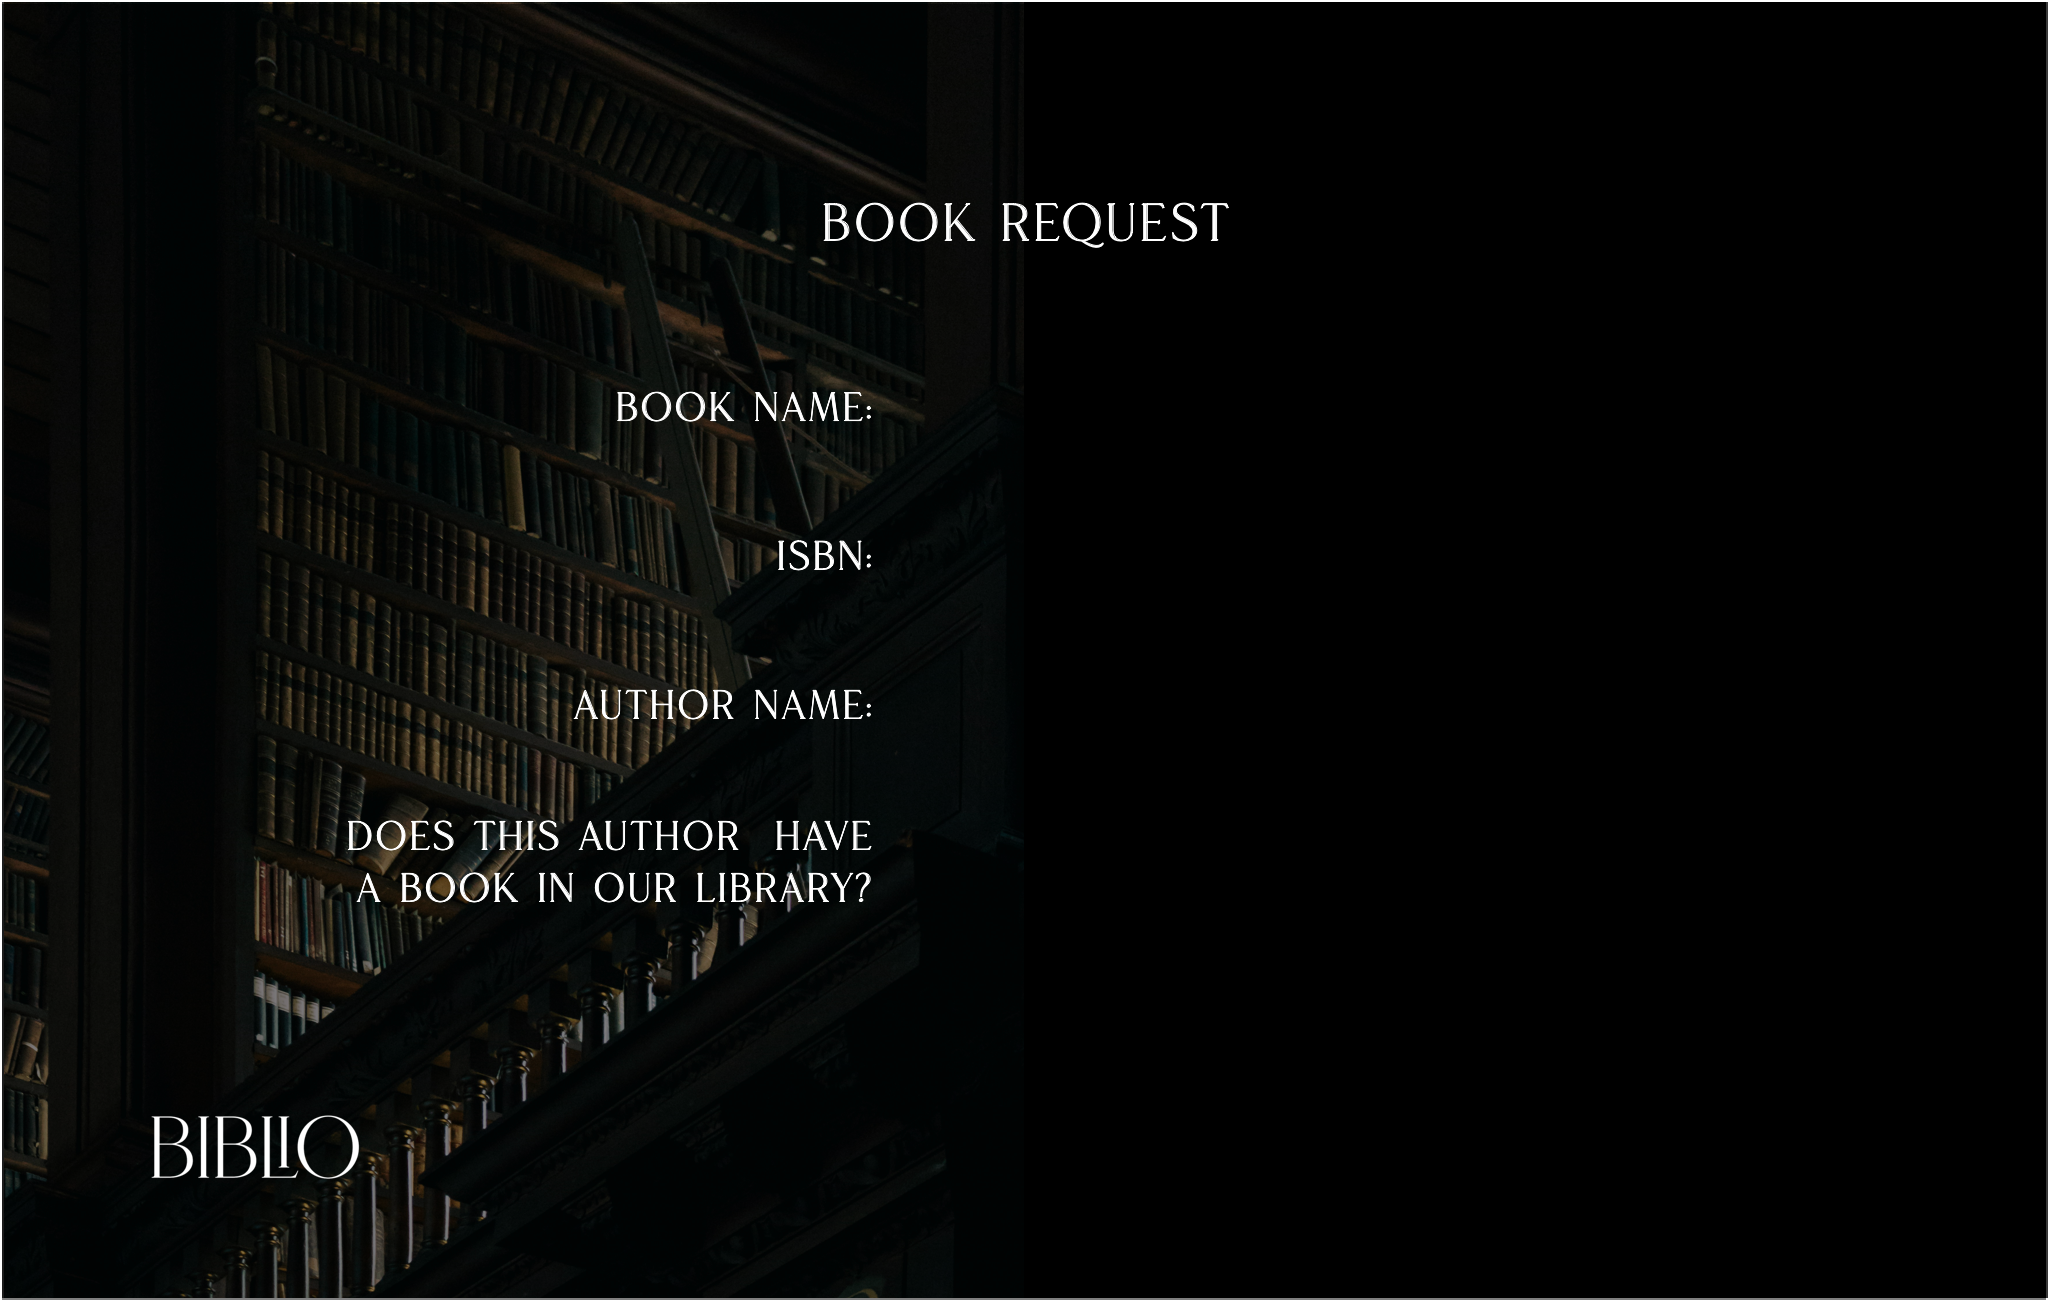 BOOK REQUEST
BOOK NAME:
ISBN:
AUTHOR NAME:
DOES THIS AUTHOR HAVE
A BOOK IN OUR LIBRARY?
BIBLIO